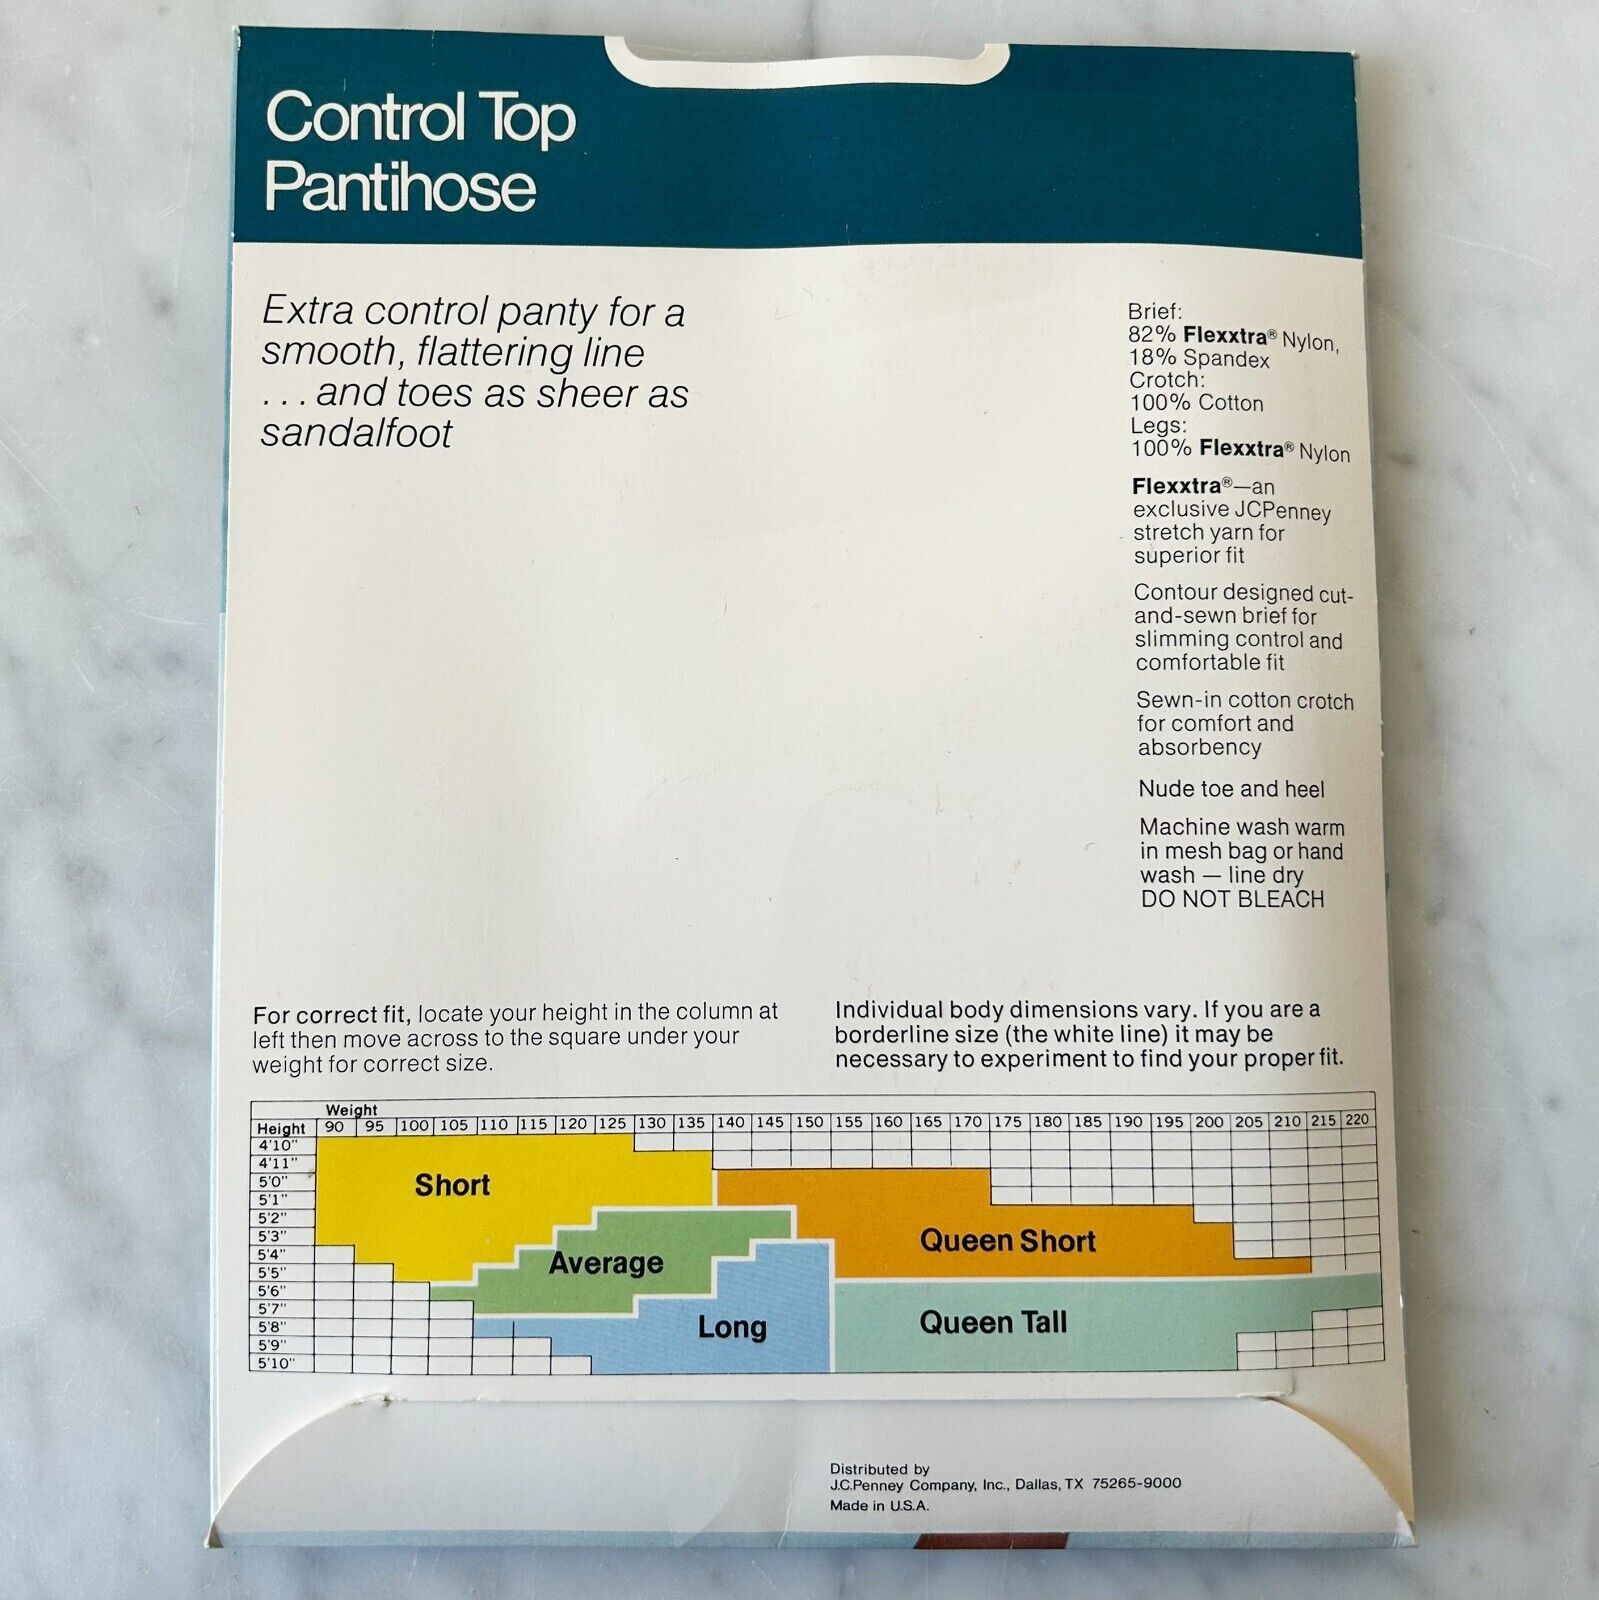 Control Top
Pantihose
Extra control panty for a
smooth, flattering line
... and toes as sheer as
sandalfoot
Brief:
82% Flexxtra® Nylon,
18% Spandex
Crotch:
100% Cotton
Legs:
100% Flexxtra® Nylon
Flexxtra®—an
exclusive JCPenney
stretch yarn for
superior fit
Contour designed cut-
and-sewn brief for
slimming control and
comfortable fit
Sewn-in cotton crotch
for comfort and
absorbency
Nude toe and heel
Machine wash warm
in mesh bag or hand
wash — line dry
DO NOT BLEACH
For correct fit, locate your height in the column at
left then move across to the square under your
weight for correct size.
Individual body dimensions vary. If you are a
borderline size (the white line) it may be
necessary to experiment to find your proper fit.
Weight
Height 90 95 100 105 110 115 120 125 130 135 140 145 150 155 160 165 170 175 180 185 190 195 200 205 210 215 220
4'10"
4'11"
5'0"
5'1"
5'2"
5'3"
5'4"
5'5"
5'6"
5'7"
5'8"
5'9"
5'10"
Short
Average
Long
Queen Short
Queen Tall
Distributed by
J.C.Penney Company, Inc., Dallas, TX 75265-9000
Made in U.S.A.